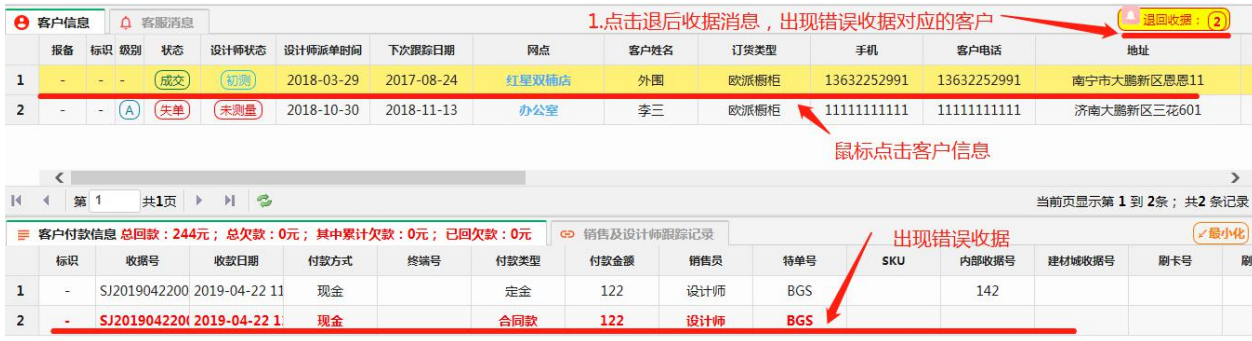 客户信息 客服消息 1.点击退后收据消息，出现错误收据对应的客户 退回收据：2
报备 标识 级别 状态 设计师状态 设计师派单时间 下次跟踪日期 网点 客户姓名 订货类型 手机 客户电话 地址
1 - - - 成交 初测 2018-03-29 2017-08-24 红星双楠店 外围 欧派橱柜 13632252991 13632252991 南宁市大鹏新区恩恩11
2 - - A 失单 未测量 2018-10-30 2018-11-13 办公室 李三 欧派橱柜 11111111111 11111111111 济南大鹏新区三花601
鼠标点击客户信息
第 1 共1页 当前页显示第 1 到 2条； 共2 条记录
客户付款信息 总回款：244元； 总欠款：0元； 其中累计欠款：0元； 已回欠款：0元 销售及设计师跟踪记录 出现错误收据 最小化
标识 收据号 收款日期 付款方式 终端号 付款类型 付款金额 销售员 特单号 SKU 内部收据号 建材城收据号 刷卡号 刷
1 - SJ2019042200 2019-04-22 11 现金 定金 122 设计师 BGS 142
2 - SJ201904220 2019-04-22 1 现金 合同款 122 设计师 BGS